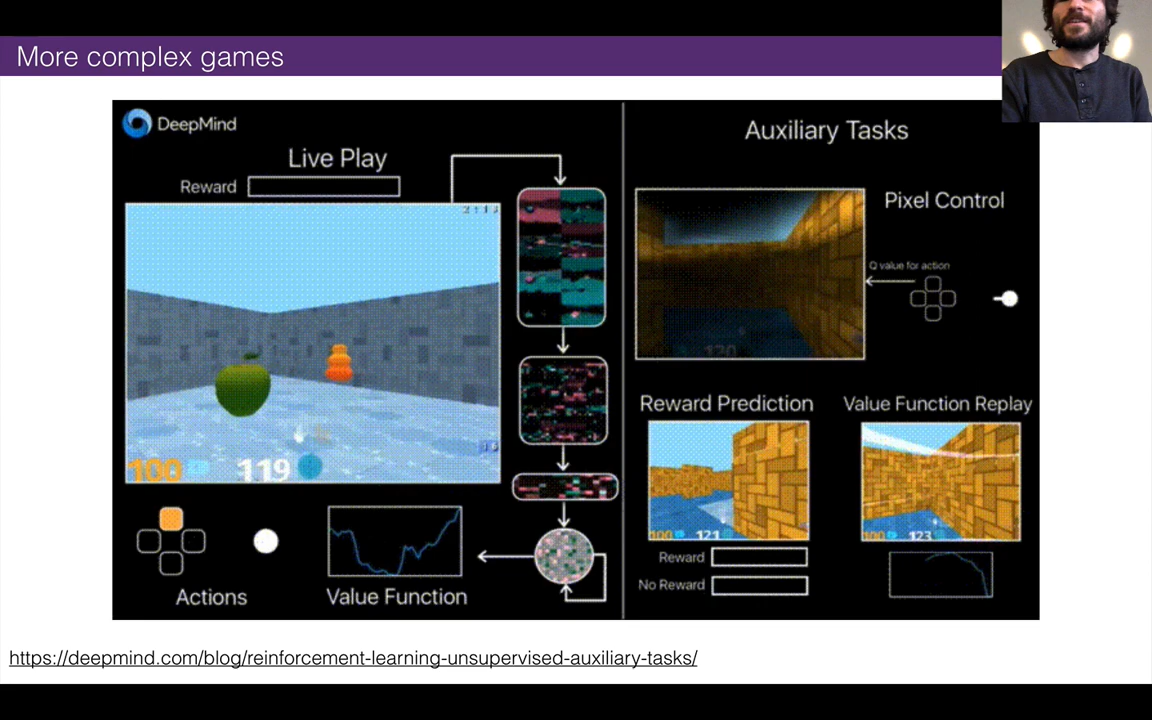 More complex games
DeepMind
Live Play
Reward
100
119
Actions
Value Function
Auxiliary Tasks
Pixel Control
Q value for action
Reward Prediction
Value Function Replay
100
121
100
123
Reward
No Reward
https://deepmind.com/blog/reinforcement-learning-unsupervised-auxiliary-tasks/